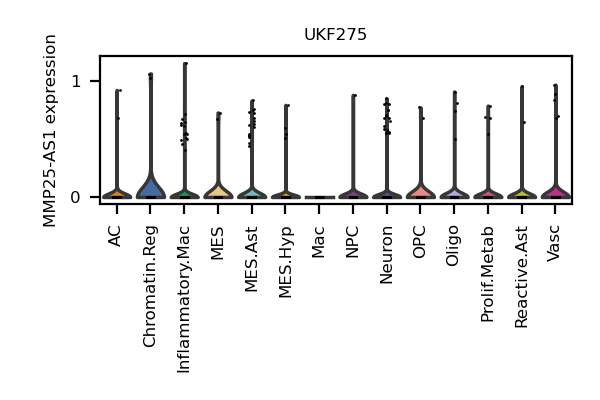 UKF275
MMP25-AS1 expression
1
0
AC
Chromatin.Reg
Inflammatory.Mac
MES
MES.Ast
MES.Hyp
Mac
NPC
Neuron
OPC
Oligo
Prolif.Metab
Reactive.Ast
Vasc